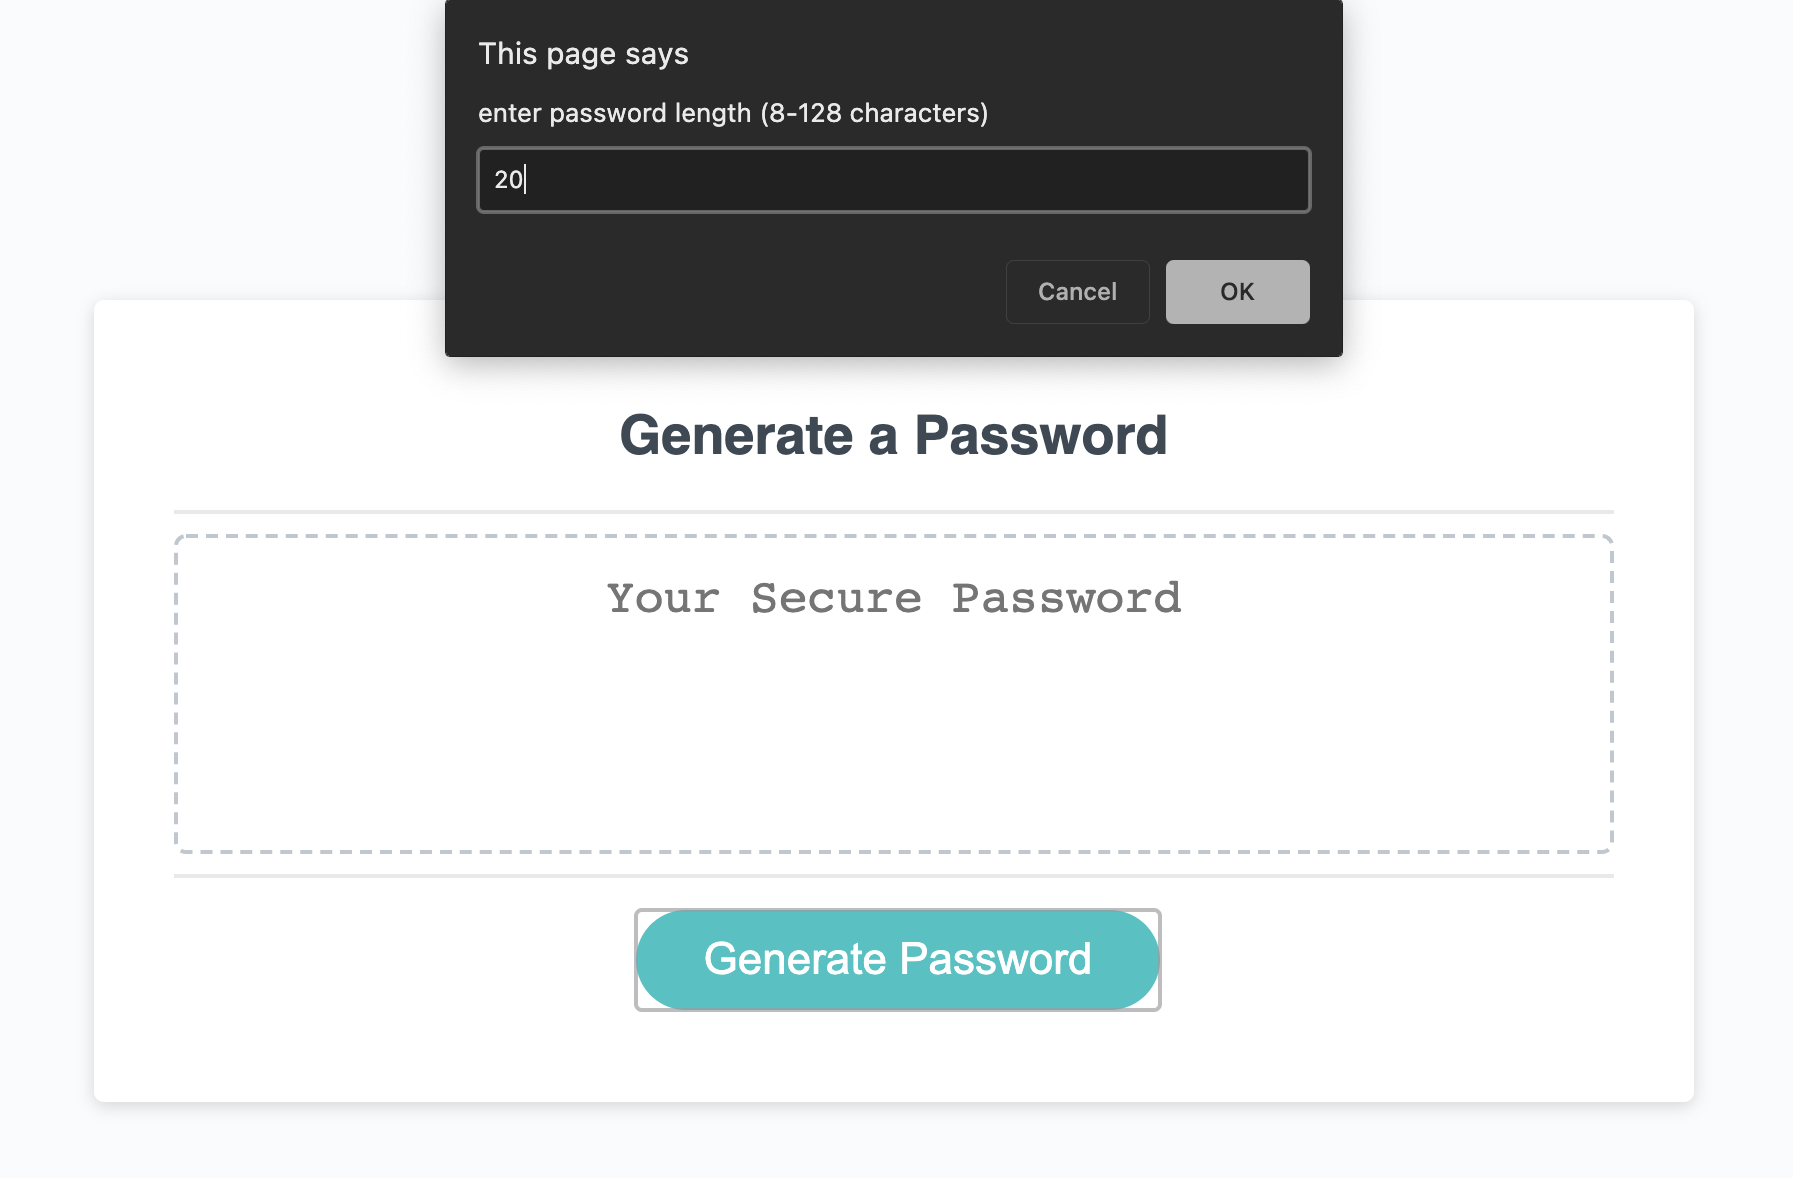 This page says
enter password length (8-128 characters)
20
Cancel OK
Generate a Password
Your Secure Password
Generate Password